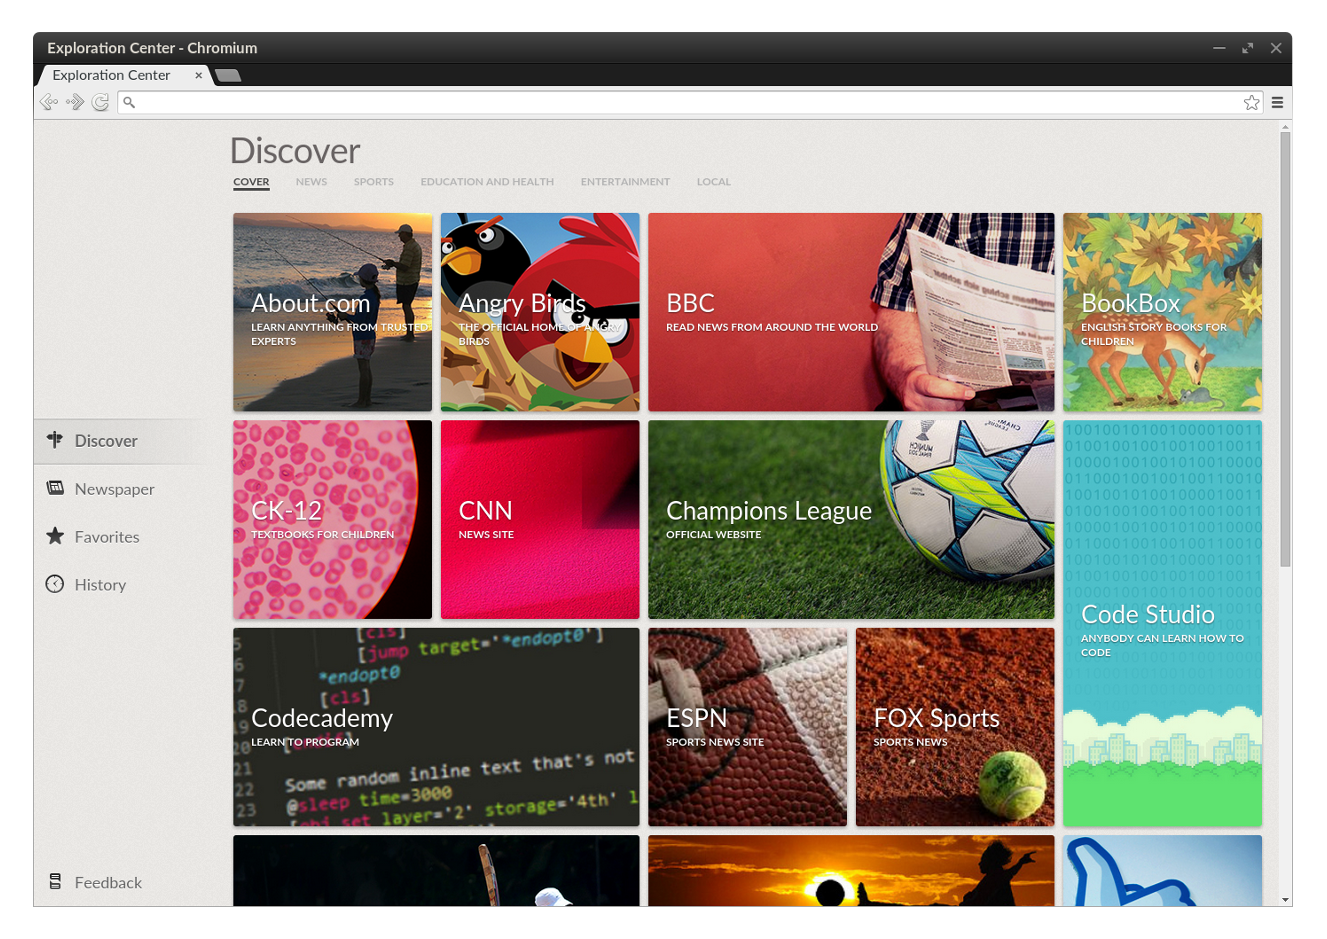 Exploration Center - Chromium
Exploration Center
Discover
COVER NEWS SPORTS EDUCATION AND HEALTH ENTERTAINMENT LOCAL
About.com
LEARN ANYTHING FROM TRUSTED
EXPERTS
Angry Birds
THE OFFICIAL HOME OF ANGRY
BIRDS
BBC
READ NEWS FROM AROUND THE WORLD
BookBox
ENGLISH STORY BOOKS FOR
CHILDREN
Discover
Newspaper
Favorites
History
CK-12
TEXTBOOKS FOR CHILDREN
CNN
NEWS SITE
Champions League
OFFICIAL WEBSITE
MUNICH
Code Studio
ANYBODY CAN LEARN HOW TO
CODE
[cls]
[jump target='*endopt0']
*endopt0
[cls]
Codecademy
LEARN TO PROGRAM
Some random inline text that's not
@sleep time=3000
layer='2' storage='4th'
ESPN
SPORTS NEWS SITE
FOX Sports
SPORTS NEWS
Feedback